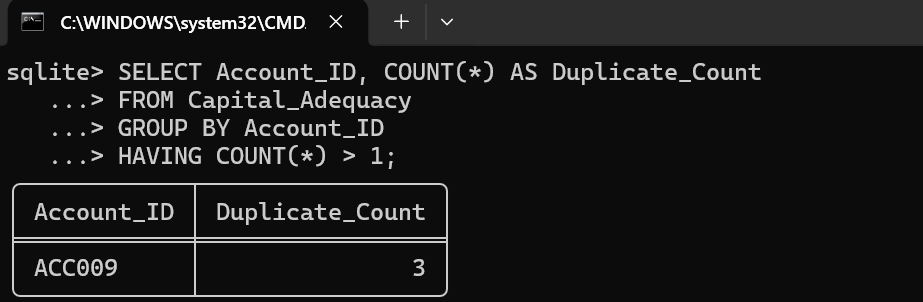 C:\WINDOWS\system32\CMD.
sqlite> SELECT Account_ID, COUNT(*) AS Duplicate_Count
...> FROM Capital_Adequacy
...> GROUP BY Account_ID
...> HAVING COUNT(*) > 1;
Account_ID Duplicate_Count
ACC009 3